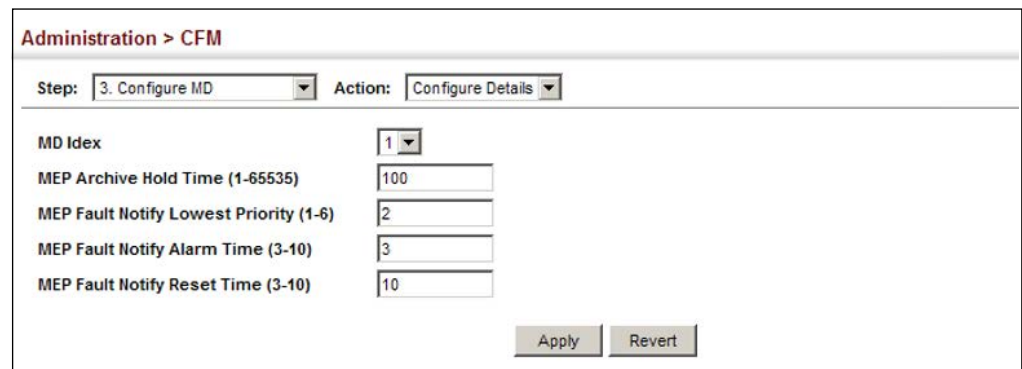 Administration > CFM
Step: 3. Configure MD Action: Configure Details
MD Idex 1
MEP Archive Hold Time (1-65535) 100
MEP Fault Notify Lowest Priority (1-6) 2
MEP Fault Notify Alarm Time (3-10) 3
MEP Fault Notify Reset Time (3-10) 10
Apply Revert